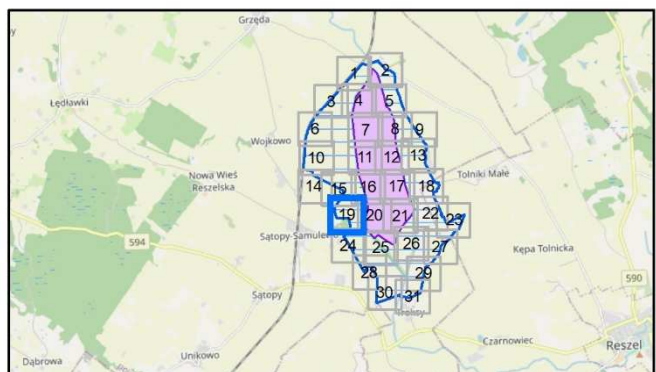 Grzęda
1 2
Łędławki
3 4 5
Wojkowo
6 7 8 9
10 11 12 13
Nowa Wieś
Reszelska
Tolniki Małe
14 15 16 17 18
594
19 20 21 22 23
Sątopy-Samulewo
24 25 26 27
Kępa Tolnicka
28 29
590
Sątopy
30 31
Troksy
Unikowo
Czarnowiec
Reszel
Dąbrowa